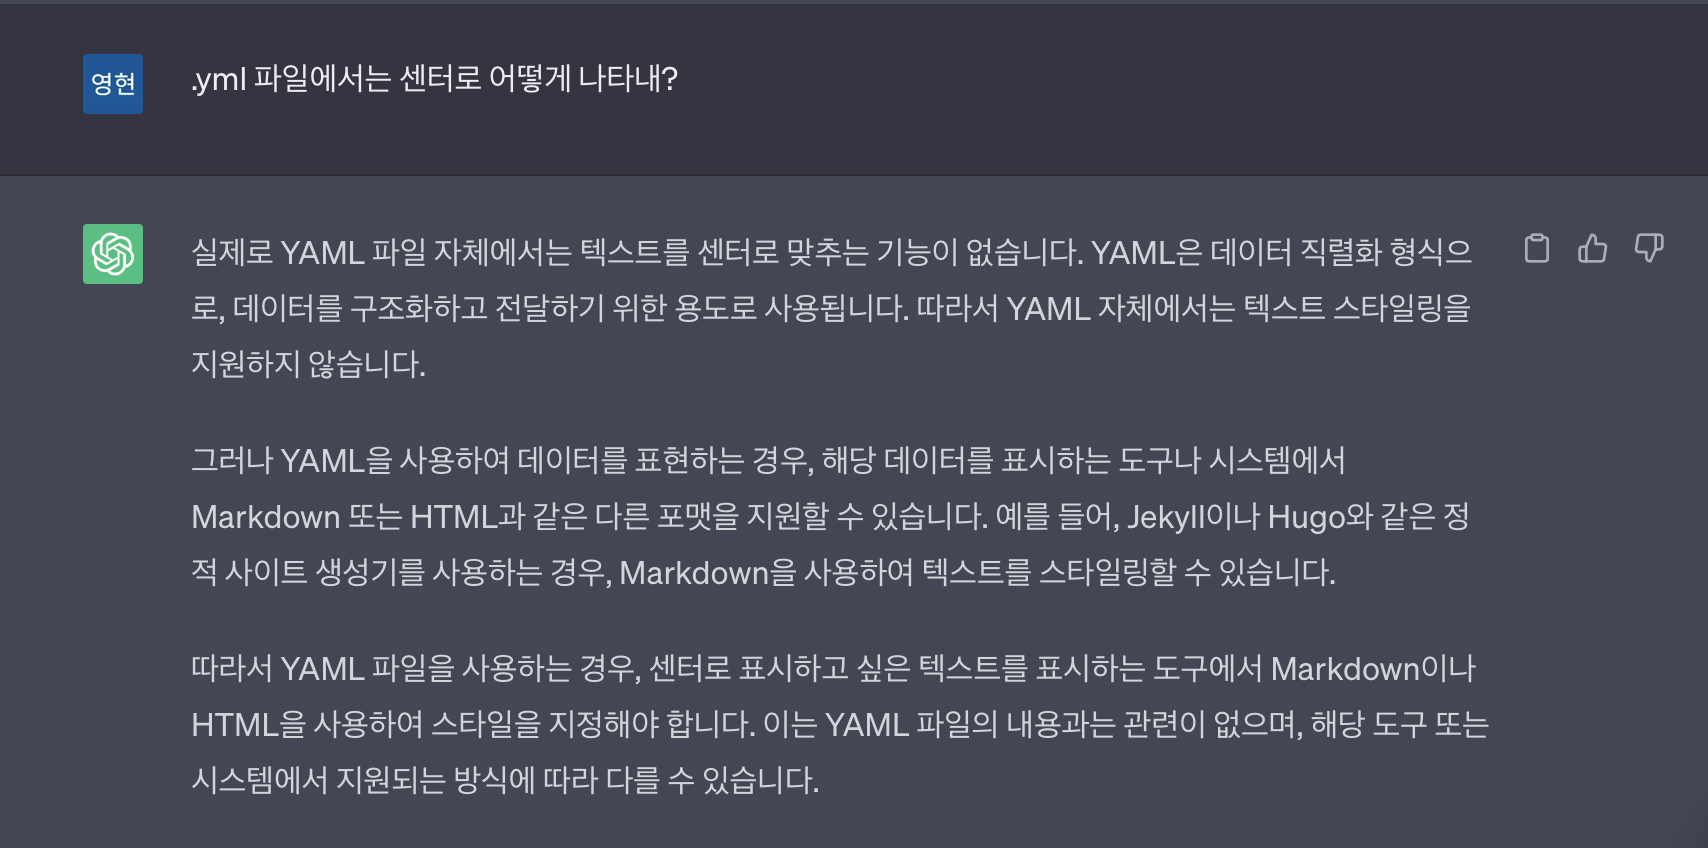 영현
.yml 파일에서는 센터로 어떻게 나타내?
실제로 YAML 파일 자체에서는 텍스트를 센터로 맞추는 기능이 없습니다. YAML은 데이터 직렬화 형식으
로, 데이터를 구조화하고 전달하기 위한 용도로 사용됩니다. 따라서 YAML 자체에서는 텍스트 스타일링을
지원하지 않습니다.
그러나 YAML을 사용하여 데이터를 표현하는 경우, 해당 데이터를 표시하는 도구나 시스템에서
Markdown 또는 HTML과 같은 다른 포맷을 지원할 수 있습니다. 예를 들어, Jekyll이나 Hugo와 같은 정
적 사이트 생성기를 사용하는 경우, Markdown을 사용하여 텍스트를 스타일링할 수 있습니다.
따라서 YAML 파일을 사용하는 경우, 센터로 표시하고 싶은 텍스트를 표시하는 도구에서 Markdown이나
HTML을 사용하여 스타일을 지정해야 합니다. 이는 YAML 파일의 내용과는 관련이 없으며, 해당 도구 또는
시스템에서 지원되는 방식에 따라 다를 수 있습니다.